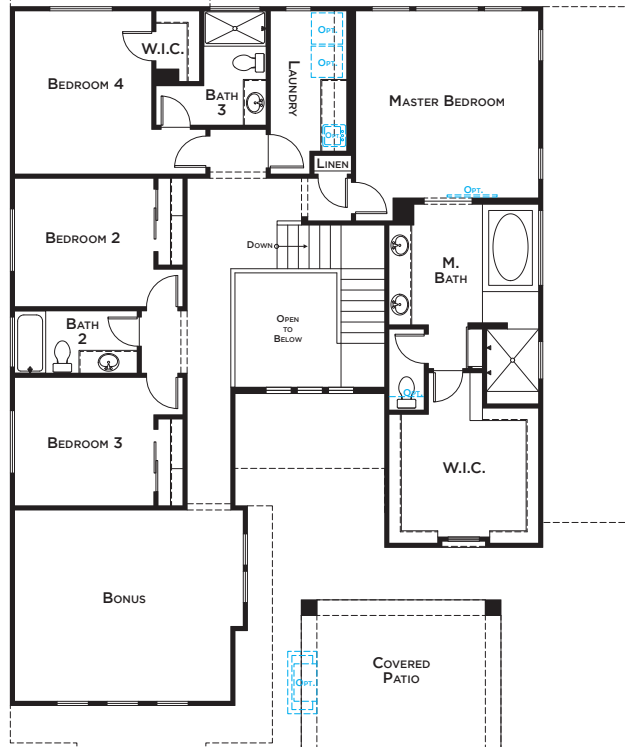 OPT.
W.I.C.
OPT.
BEDROOM 4
LAUNDRY
BATH
3
MASTER BEDROOM
OPT.
LINEN
OPT.
BEDROOM 2
DOWN
M.
BATH
OPEN
TO
BELOW
BATH
2
OPT.
BEDROOM 3
W.I.C.
BONUS
COVERED
PATIO
OPT.